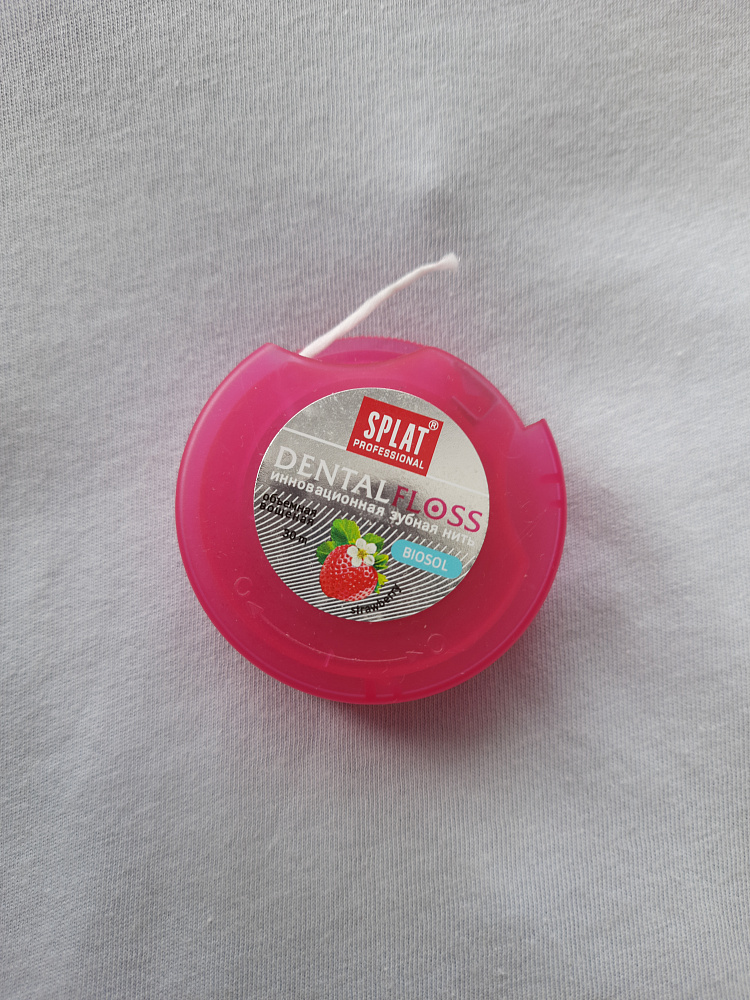 SPLAT®
PROFESSIONAL
DENTALFLOSS
инновационная зубная нить
объемная
вощеная
30 m
BIOSOL
strawberry